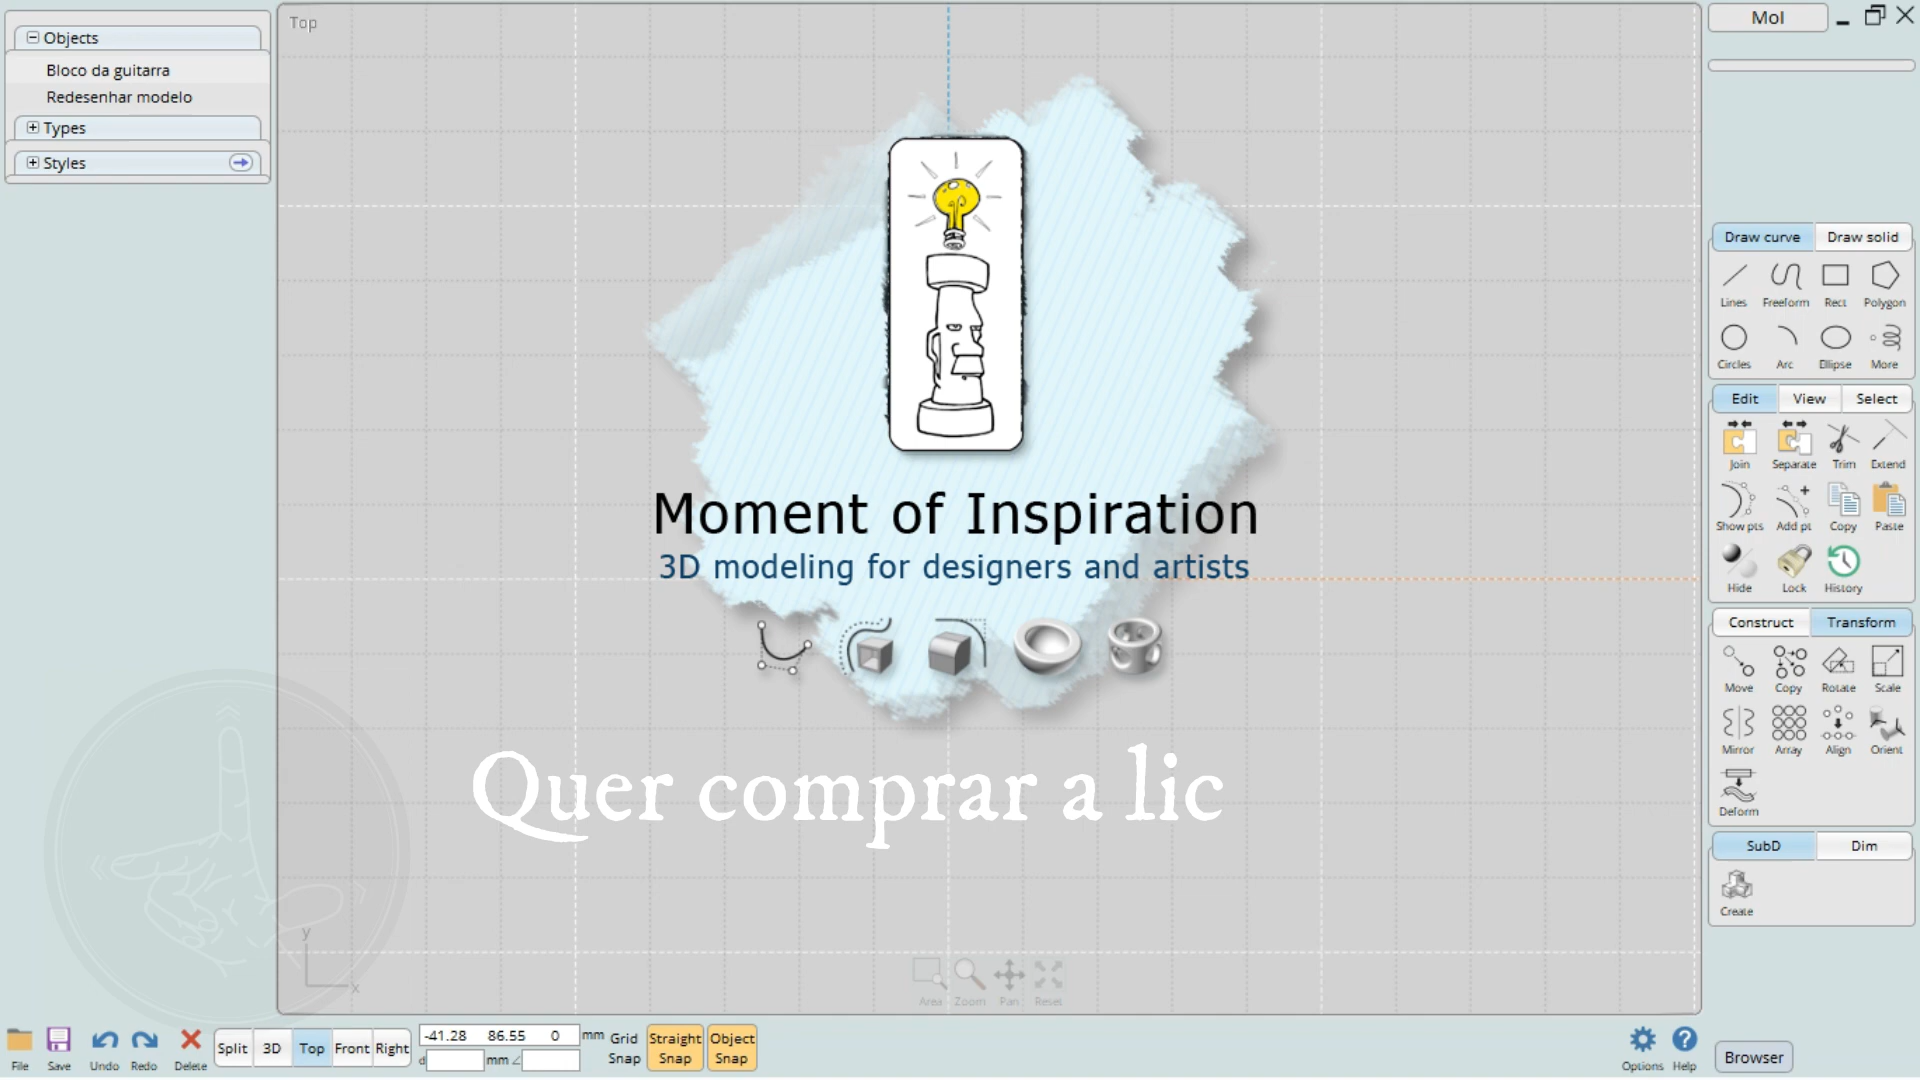 Objects
Bloco da guitarra
Redesenhar modelo
Types
Styles
Top
MoI
Moment of Inspiration
3D modeling for designers and artists
Quer comprar a lic
y
x
Area Zoom Pan Reset
Draw curve Draw solid
Lines Freeform Rect Polygon
Circles Arc Ellipse More
Edit View Select
Join Separate Trim Extend
Show pts Add pt Copy Paste
Hide Lock History
Construct Transform
Move Copy Rotate Scale
Mirror Array Align Orient
Deform
SubD Dim
Create
File Save Undo Redo Delete
Split 3D Top Front Right
-41.28 86.55 0 mm
d mm
Grid Snap
Straight Snap
Object Snap
Options Help
Browser